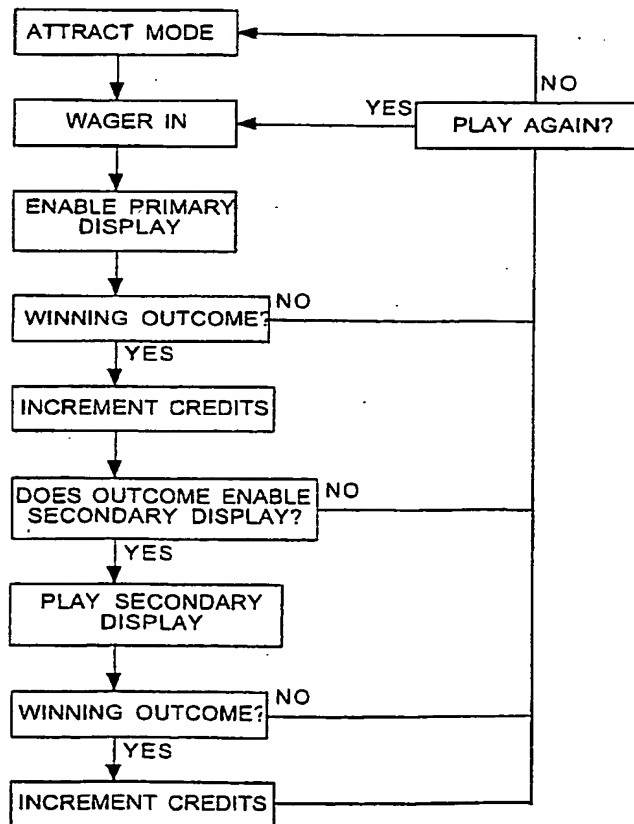 ATTRACT MODE
NO
YES
WAGER IN
PLAY AGAIN?
ENABLE PRIMARY
DISPLAY
NO
WINNING OUTCOME?
YES
INCREMENT CREDITS
DOES OUTCOME ENABLE
SECONDARY DISPLAY?
NO
YES
PLAY SECONDARY
DISPLAY
NO
WINNING OUTCOME?
YES
INCREMENT CREDITS